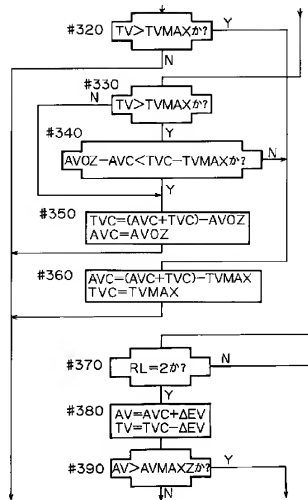 #320
TV>TVMAXか?
Y
N
#330
N
TV>TVMAXか?
Y
#340
AVOZ-AVC<TVC-TVMAXか?
N
Y
#350
TVC=(AVC+TVC)-AVOZ
AVC=AVOZ
#360
AVC=(AVC+TVC)-TVMAX
TVC=TVMAX
#370
RL=2か?
N
Y
#380
AV=AVC+ΔEV
TV=TVC-ΔEV
#390
AV>AVMAXZか?
Y
N